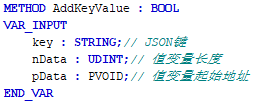 METHOD AddKeyValue : BOOL
VAR_INPUT
    key : STRING;// JSON键
    nData : UDINT;// 值变量长度
    pData : PVOID;// 值变量起始地址
END_VAR